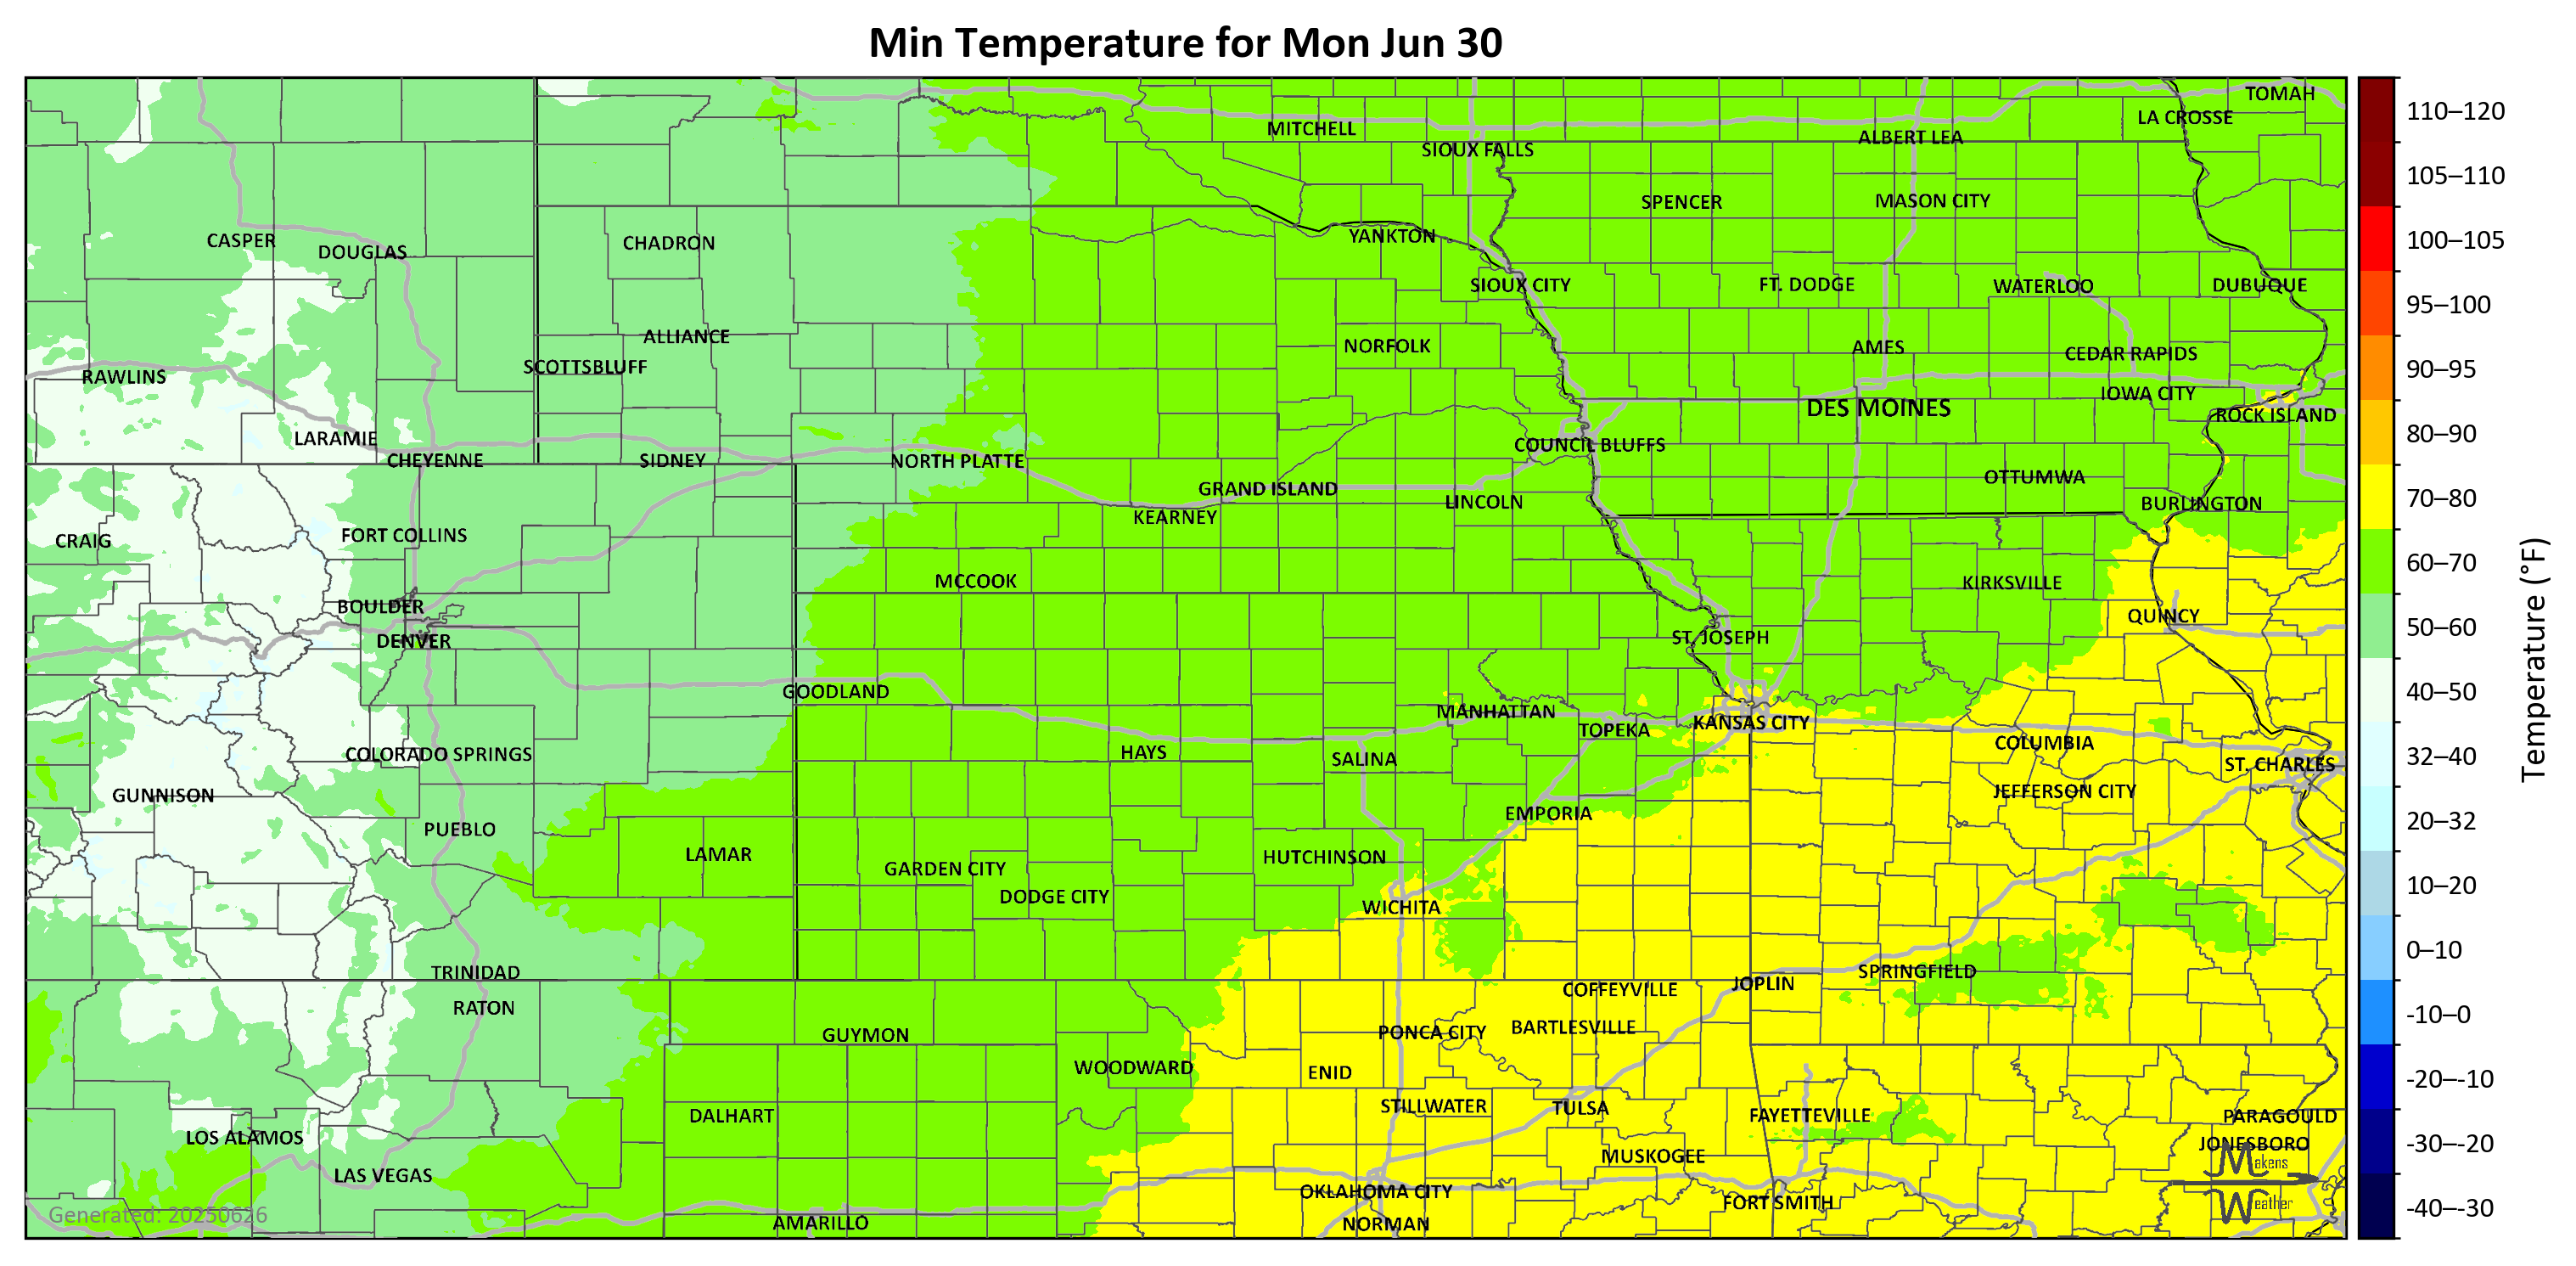 Min Temperature for Mon Jun 30
TOMAH
LA CROSSE
MITCHELL
ALBERT LEA
SIOUX FALLS
SPENCER
MASON CITY
CASPER
DOUGLAS
CHADRON
YANKTON
SIOUX CITY
FT. DODGE
WATERLOO
DUBUQUE
ALLIANCE
NORFOLK
AMES
CEDAR RAPIDS
SCOTTSBLUFF
RAWLINS
IOWA CITY
DES MOINES
ROCK ISLAND
LARAMIE
COUNCIL BLUFFS
CHEYENNE
SIDNEY
NORTH PLATTE
OTTUMWA
GRAND ISLAND
LINCOLN
BURLINGTON
KEARNEY
FORT COLLINS
CRAIG
MCCOOK
KIRKSVILLE
BOULDER
QUINCY
DENVER
ST. JOSEPH
GOODLAND
MANHATTAN
KANSAS CITY
TOPEKA
COLUMBIA
COLORADO SPRINGS
HAYS
SALINA
ST. CHARLES
GUNNISON
JEFFERSON CITY
EMPORIA
PUEBLO
LAMAR
HUTCHINSON
GARDEN CITY
DODGE CITY
WICHITA
TRINIDAD
SPRINGFIELD
JOPLIN
COFFEYVILLE
RATON
GUYMON
PONCA CITY
BARTLESVILLE
WOODWARD
ENID
STILLWATER
TULSA
DALHART
FAYETTEVILLE
PARAGOULD
LOS ALAMOS
JONESBORO
MUSKOGEE
LAS VEGAS
OKLAHOMA CITY
FORT SMITH
AMARILLO
NORMAN
Makens
Weather
Generated: 20250626
110–120
105–110
100–105
95–100
90–95
80–90
70–80
60–70
50–60
40–50
32–40
20–32
10–20
0–10
-10–0
-20–-10
-30–-20
-40–-30
Temperature (°F)